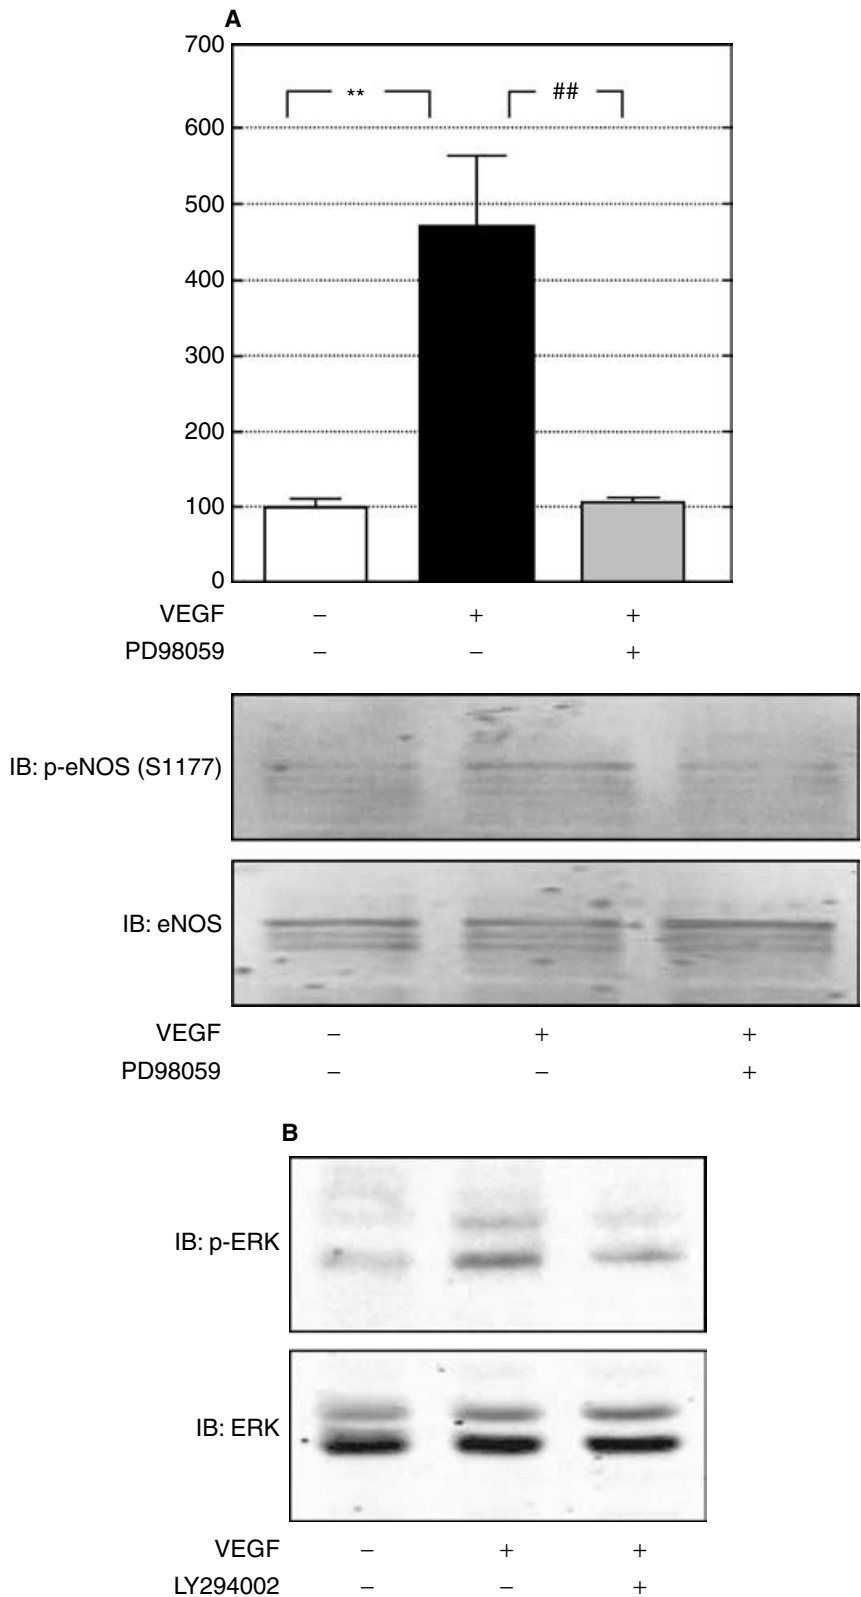 A
700
** ##
600
500
400
300
200
100
0
VEGF – + +
PD98059 – – +
IB: p-eNOS (S1177)
IB: eNOS
VEGF – + +
PD98059 – – +
B
IB: p-ERK
IB: ERK
VEGF – + +
LY294002 – – +